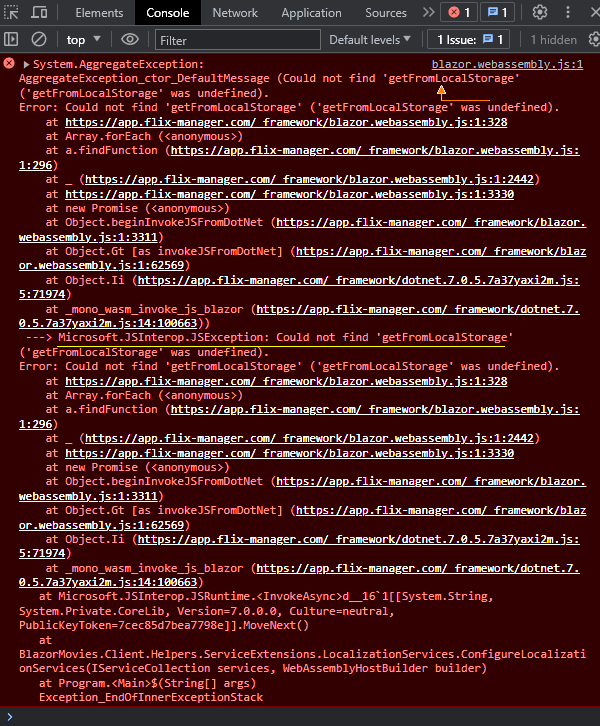 Elements Console Network Application Sources 1 1
top Filter Default levels 1 Issue: 1 1 hidden
System.AggregateException: blazor.webassembly.js:1
AggregateException_ctor_DefaultMessage (Could not find 'getFromLocalStorage'
('getFromLocalStorage' was undefined).
Error: Could not find 'getFromLocalStorage' ('getFromLocalStorage' was undefined).
at https://app.flix-manager.com/_framework/blazor.webassembly.js:1:328
at Array.forEach (<anonymous>)
at a.findFunction (https://app.flix-manager.com/_framework/blazor.webassembly.js:
1:296)
at _ (https://app.flix-manager.com/_framework/blazor.webassembly.js:1:2442)
at https://app.flix-manager.com/_framework/blazor.webassembly.js:1:3330
at new Promise (<anonymous>)
at Object.beginInvokeJSFromDotNet (https://app.flix-manager.com/_framework/blazor.
webassembly.js:1:3311)
at Object.Gt [as invokeJSFromDotNet] (https://app.flix-manager.com/_framework/blaz
or.webassembly.js:1:62569)
at Object.Ii (https://app.flix-manager.com/_framework/dotnet.7.0.5.7a37yaxi2m.js:
5:71974)
at _mono_wasm_invoke_js_blazor (https://app.flix-manager.com/_framework/dotnet.7.
0.5.7a37yaxi2m.js:14:100663))
---> Microsoft.JSInterop.JSException: Could not find 'getFromLocalStorage'
('getFromLocalStorage' was undefined).
Error: Could not find 'getFromLocalStorage' ('getFromLocalStorage' was undefined).
at https://app.flix-manager.com/_framework/blazor.webassembly.js:1:328
at Array.forEach (<anonymous>)
at a.findFunction (https://app.flix-manager.com/_framework/blazor.webassembly.js:
1:296)
at _ (https://app.flix-manager.com/_framework/blazor.webassembly.js:1:2442)
at https://app.flix-manager.com/_framework/blazor.webassembly.js:1:3330
at new Promise (<anonymous>)
at Object.beginInvokeJSFromDotNet (https://app.flix-manager.com/_framework/blazor.
webassembly.js:1:3311)
at Object.Gt [as invokeJSFromDotNet] (https://app.flix-manager.com/_framework/blaz
or.webassembly.js:1:62569)
at Object.Ii (https://app.flix-manager.com/_framework/dotnet.7.0.5.7a37yaxi2m.js:
5:71974)
at _mono_wasm_invoke_js_blazor (https://app.flix-manager.com/_framework/dotnet.7.
0.5.7a37yaxi2m.js:14:100663)
at Microsoft.JSInterop.JSRuntime.<InvokeAsync>d__16`1[[System.String,
System.Private.CoreLib, Version=7.0.0.0, Culture=neutral,
PublicKeyToken=7cec85d7bea7798e]].MoveNext()
at
BlazorMovies.Client.Helpers.ServiceExtensions.LocalizationServices.ConfigureLocalizati
onServices(IServiceCollection services, WebAssemblyHostBuilder builder)
at Program.<Main>$(String[] args)
Exception_EndOfInnerExceptionStack